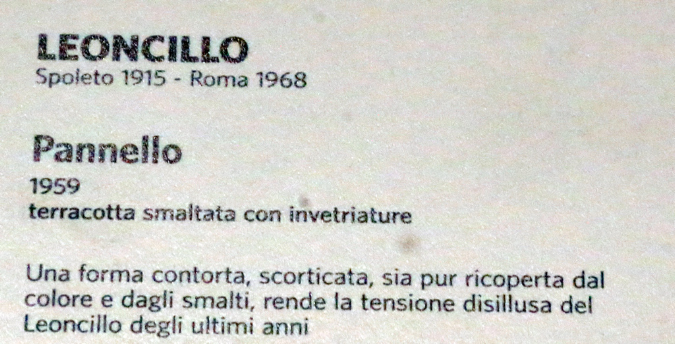 LEONCILLO
Spoleto 1915 - Roma 1968
Pannello
1959
terracotta smaltata con invetriature
Una forma contorta, scorticata, sia pur ricoperta dal
colore e dagli smalti, rende la tensione disillusa del
Leoncillo degli ultimi anni